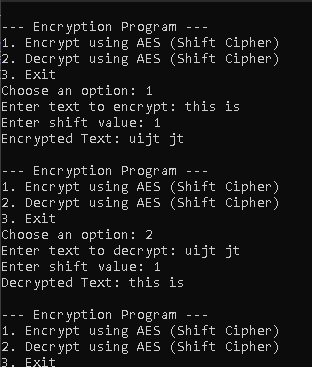 --- Encryption Program ---
1. Encrypt using AES (Shift Cipher)
2. Decrypt using AES (Shift Cipher)
3. Exit
Choose an option: 1
Enter text to encrypt: this is
Enter shift value: 1
Encrypted Text: uijt jt
--- Encryption Program ---
1. Encrypt using AES (Shift Cipher)
2. Decrypt using AES (Shift Cipher)
3. Exit
Choose an option: 2
Enter text to decrypt: uijt jt
Enter shift value: 1
Decrypted Text: this is
--- Encryption Program ---
1. Encrypt using AES (Shift Cipher)
2. Decrypt using AES (Shift Cipher)
3. Exit